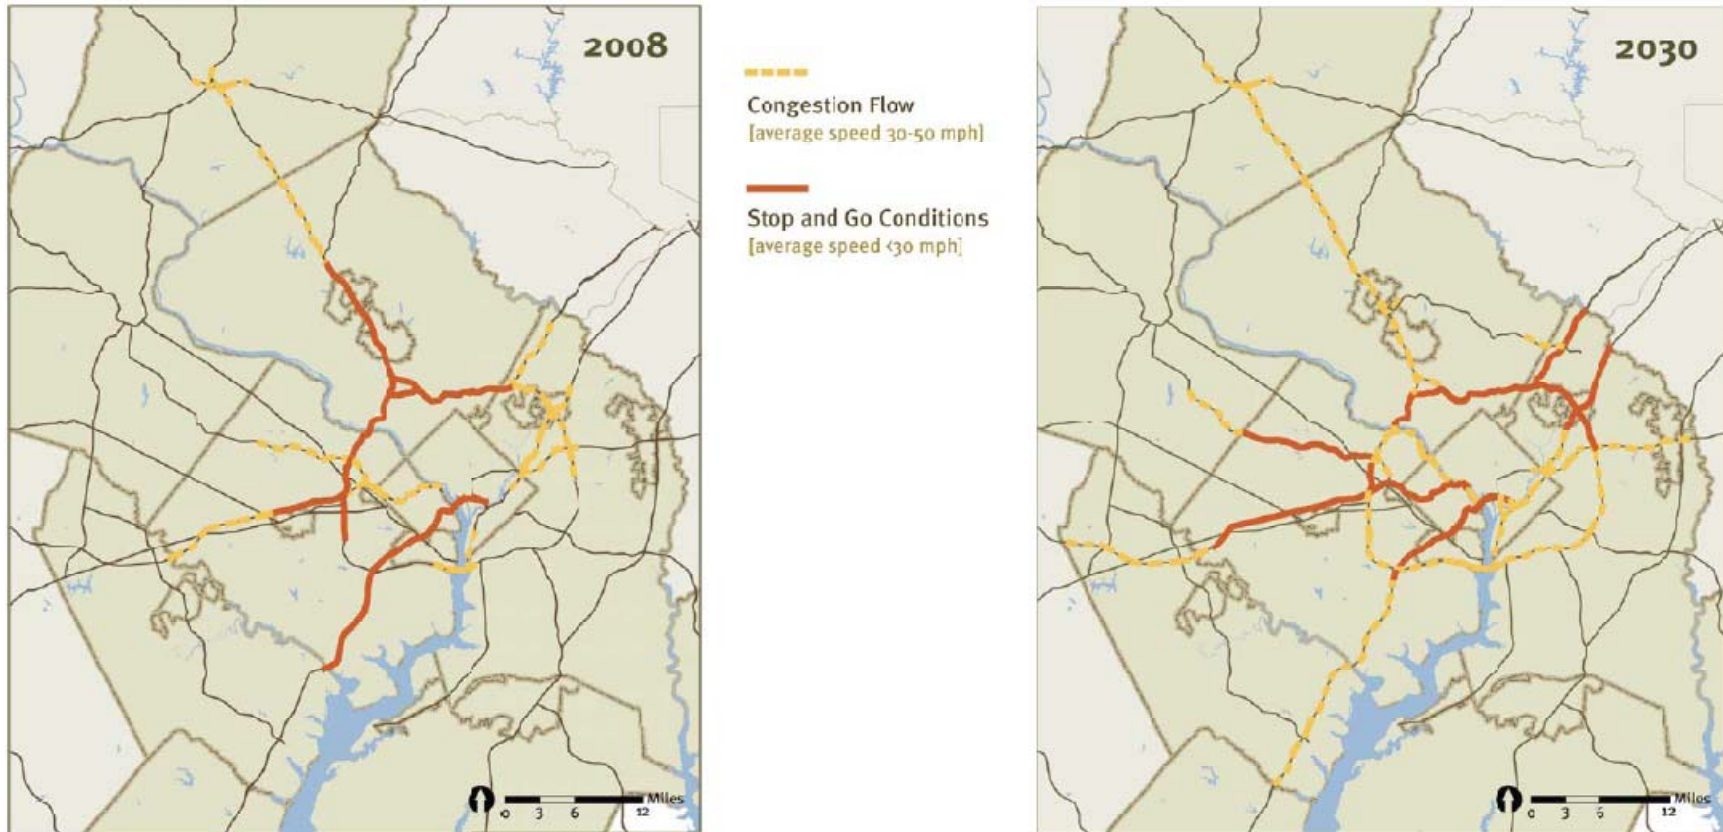 2008
Congestion Flow
[average speed 30-50 mph]
Stop and Go Conditions
[average speed <30 mph]
2030
Miles
0 3 6 12
Miles
0 3 6 12